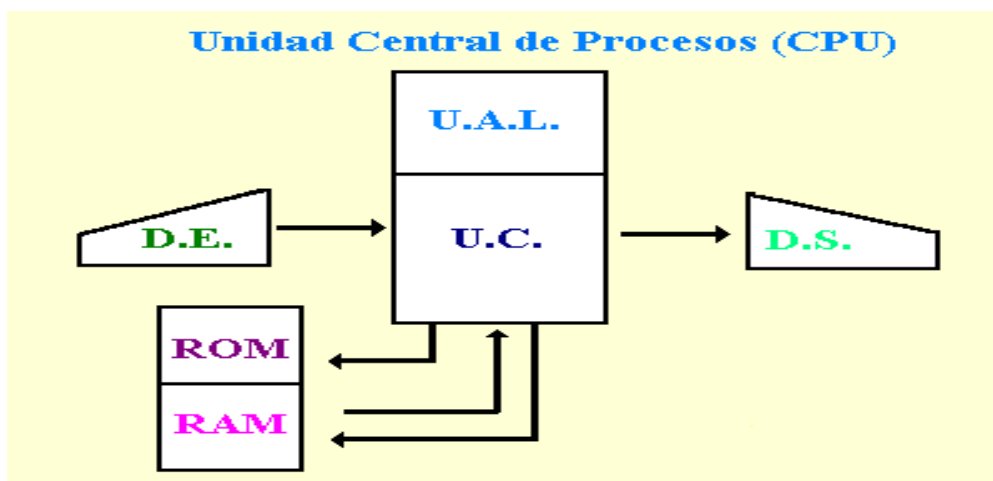 Unidad Central de Procesos (CPU)
U.A.L.
D.E.
U.C.
D.S.
ROM
RAM